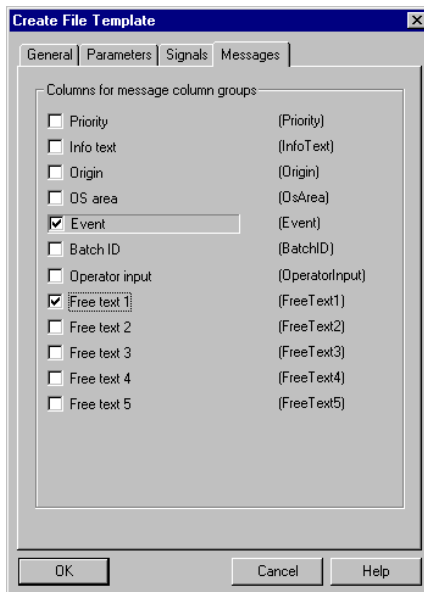 Create File Template
General Parameters Signals Messages
Columns for message column groups
Priority (Priority)
Info text (InfoText)
Origin (Origin)
OS area (OsArea)
Event (Event)
Batch ID (BatchID)
Operator input (OperatorInput)
Free text 1 (FreeText1)
Free text 2 (FreeText2)
Free text 3 (FreeText3)
Free text 4 (FreeText4)
Free text 5 (FreeText5)
OK Cancel Help